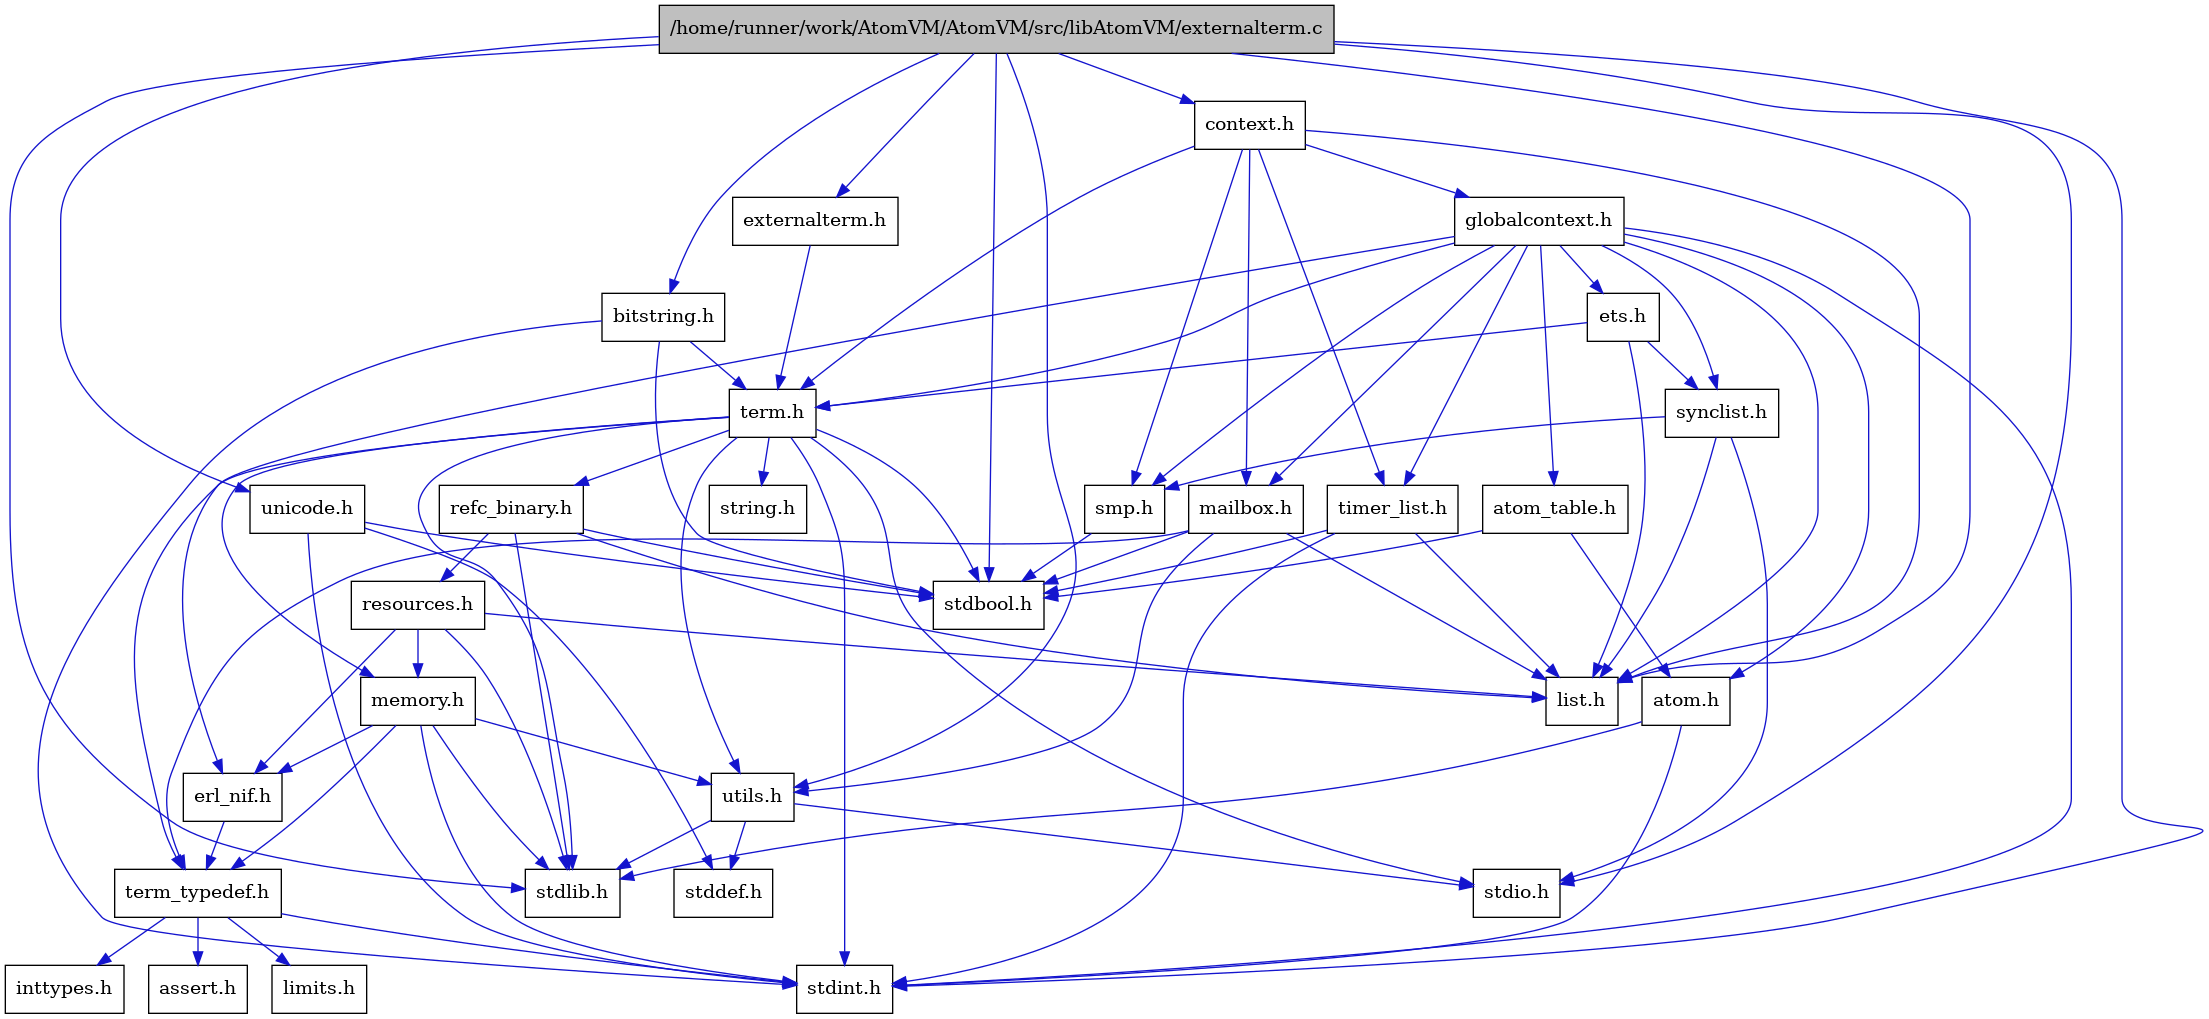 /home/runner/work/AtomVM/AtomVM/src/libAtomVM/externalterm.c
context.h
externalterm.h
globalcontext.h
bitstring.h
ets.h
term.h
synclist.h
unicode.h
refc_binary.h
string.h
smp.h
mailbox.h
timer_list.h
atom_table.h
resources.h
stdbool.h
memory.h
list.h
atom.h
erl_nif.h
utils.h
term_typedef.h
stdlib.h
stddef.h
stdio.h
inttypes.h
assert.h
limits.h
stdint.h